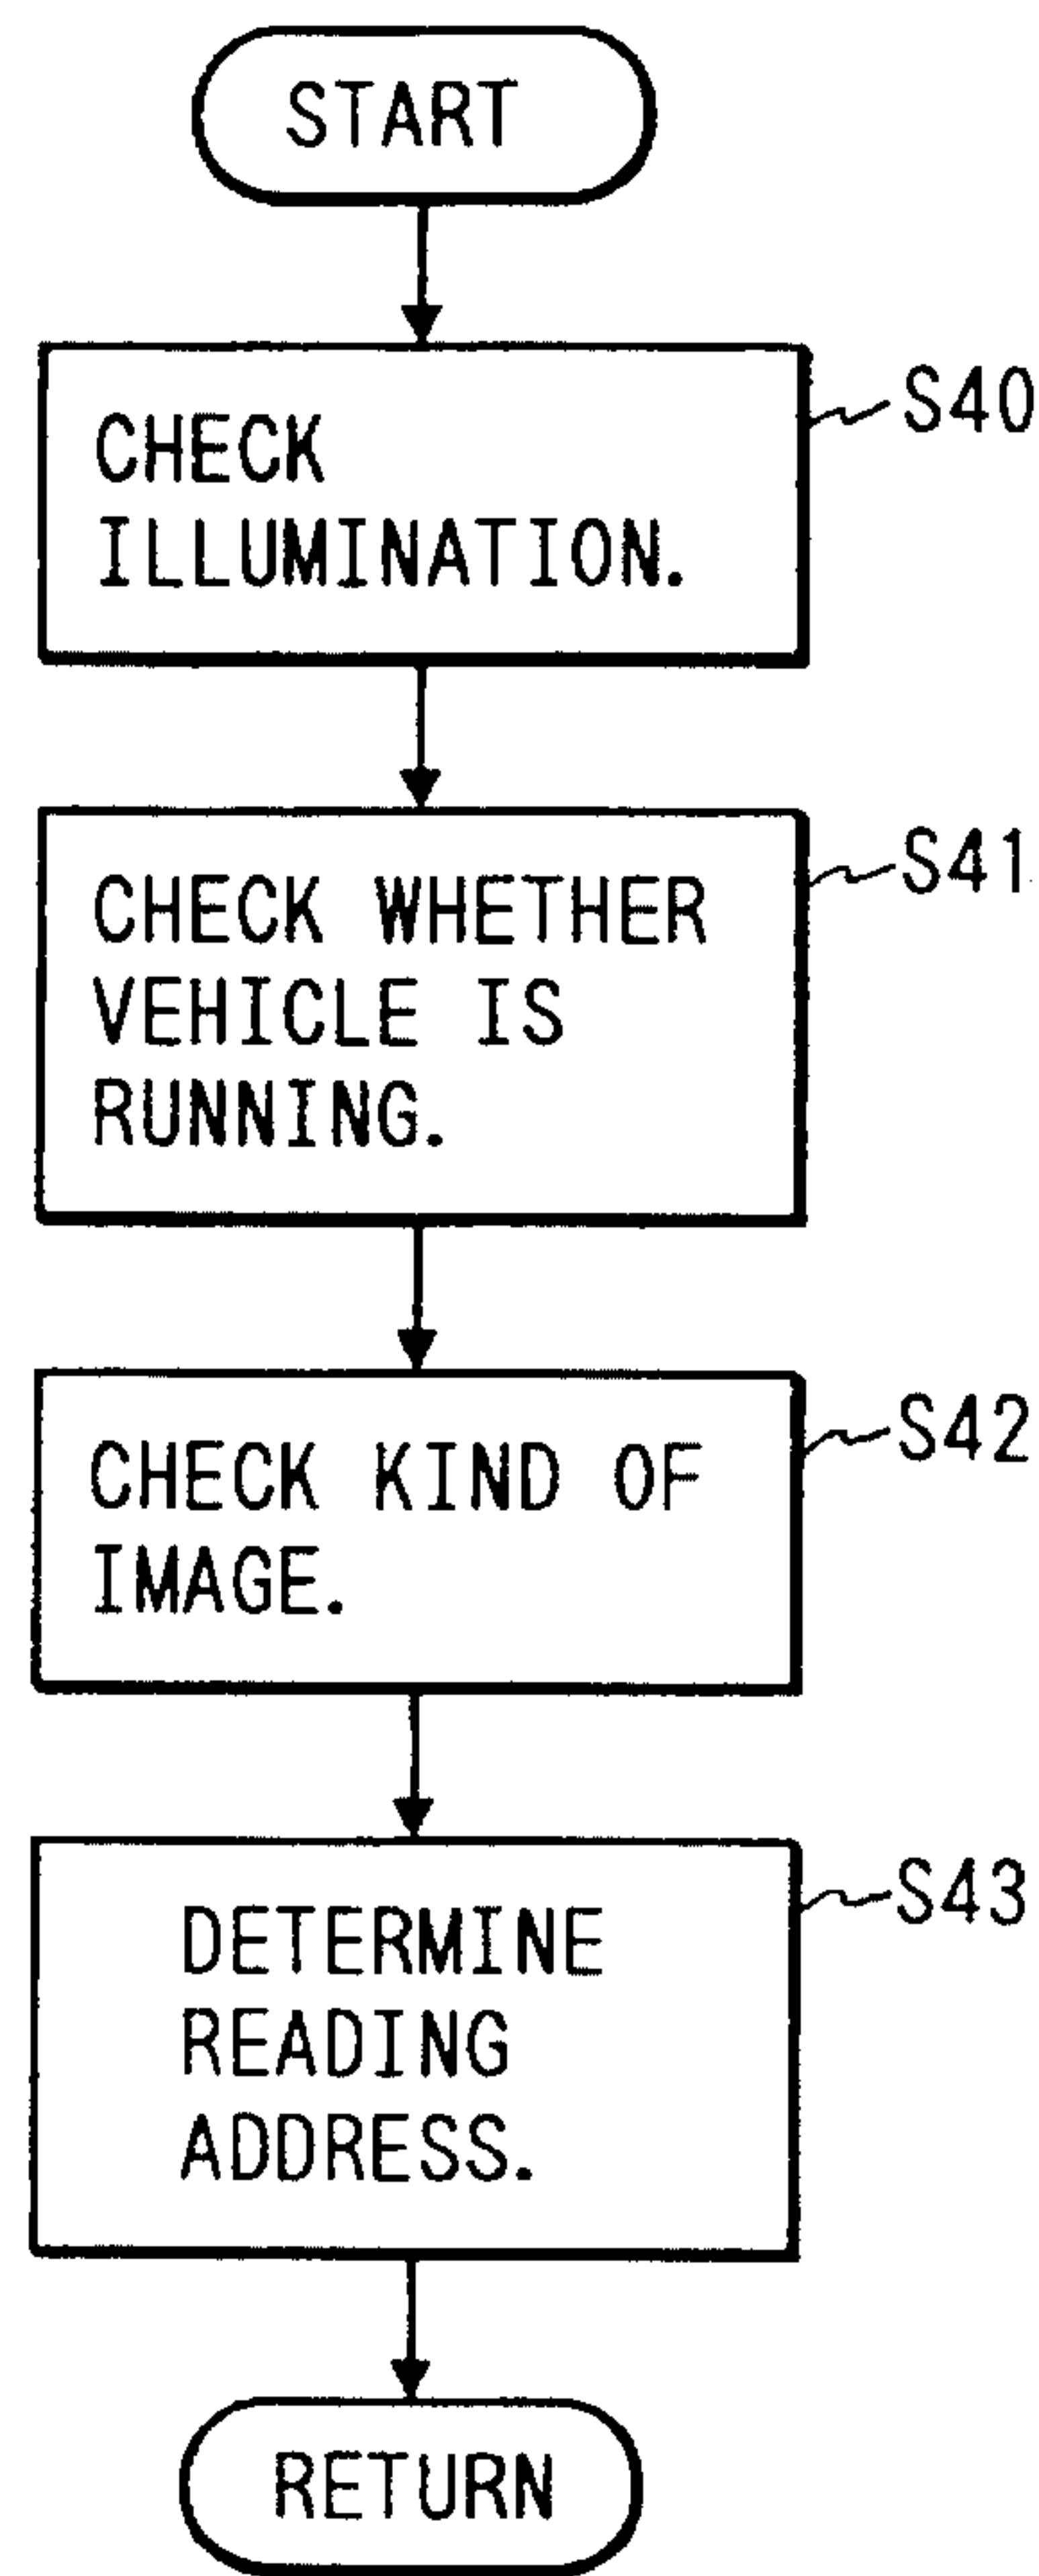 START
CHECK
ILLUMINATION.
S40
CHECK WHETHER
VEHICLE IS
RUNNING.
S41
CHECK KIND OF
IMAGE.
S42
DETERMINE
READING
ADDRESS.
S43
RETURN